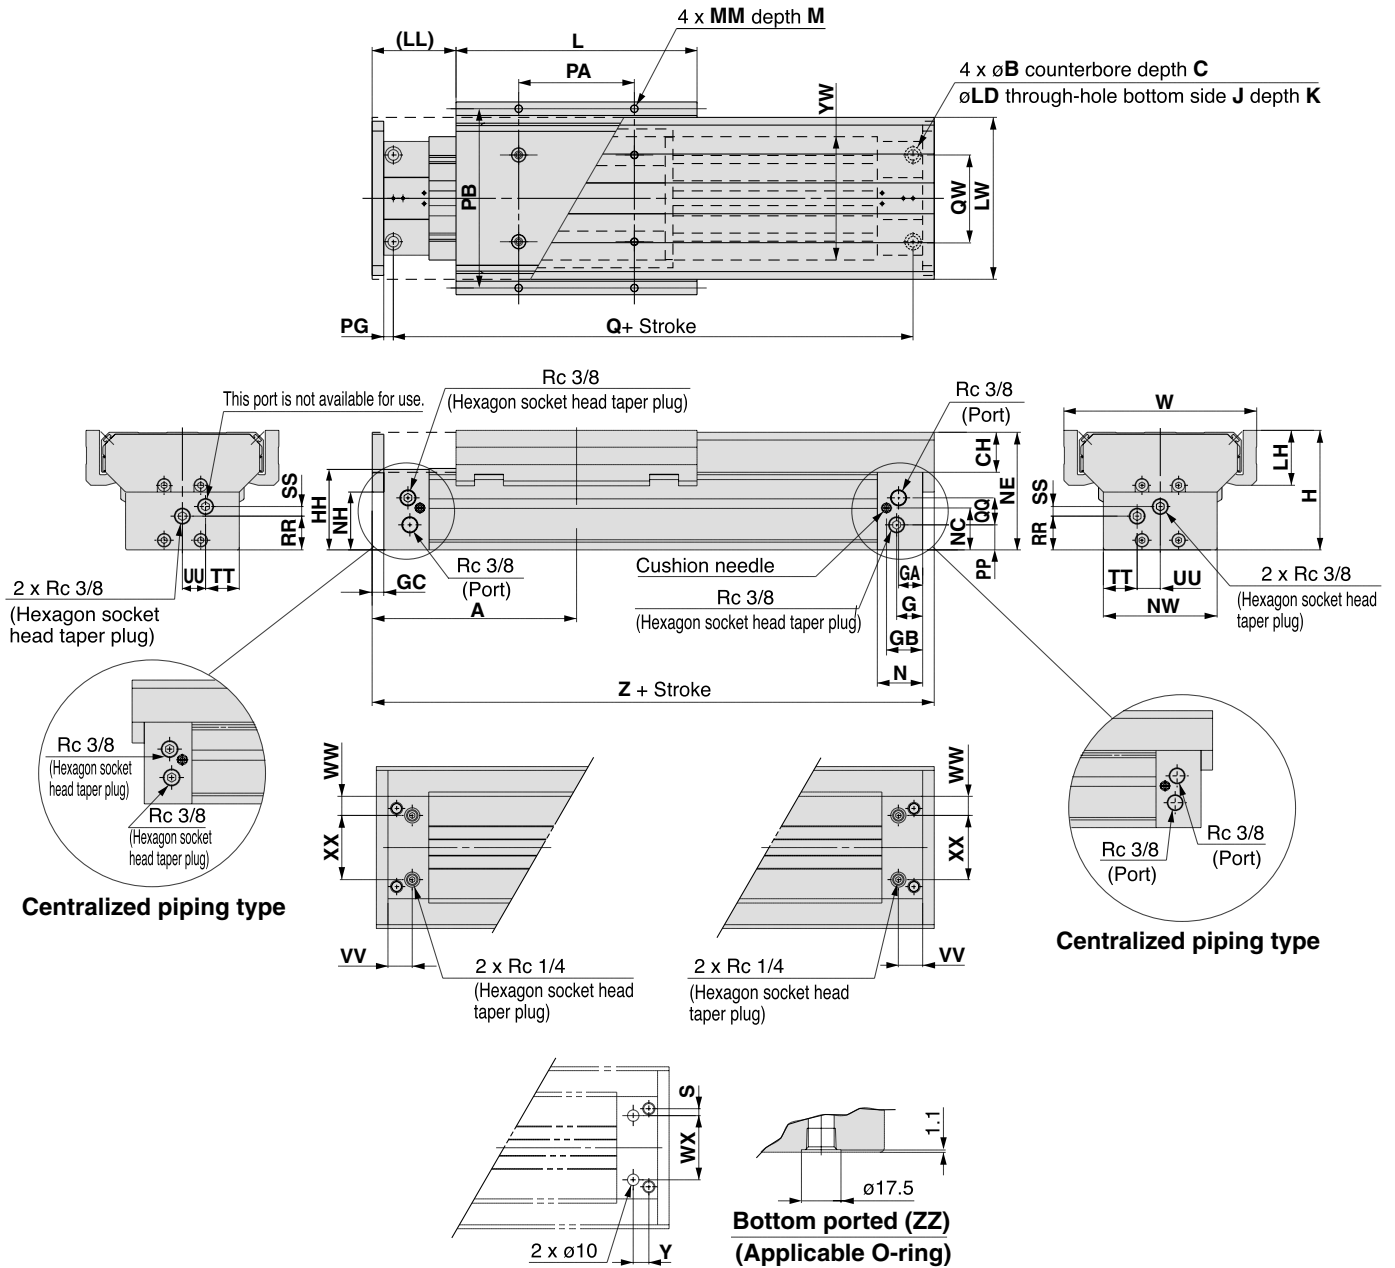 4 x MM depth M
(LL)
L
PA
4 x øB counterbore depth C
øLD through-hole bottom side J depth K
YW
PB
QW
LW
PG
Q+ Stroke
Rc 3/8
(Hexagon socket head taper plug)
This port is not available for use.
Rc 3/8
(Port)
W
SS
RR
HH
NH
CH
NE
QQ
NC
PP
SS
RR
LH
H
UU
TT
2 x Rc 3/8
(Hexagon socket
head taper plug)
GC
A
Rc 3/8
(Port)
Cushion needle
Rc 3/8
(Hexagon socket head taper plug)
GA
G
GB
N
TT
UU
NW
2 x Rc 3/8
(Hexagon socket head
taper plug)
Z + Stroke
Rc 3/8
(Hexagon socket
head taper plug)
Rc 3/8
(Hexagon socket
head taper plug)
Centralized piping type
WW
XX
WW
XX
Rc 3/8
(Port)
Rc 3/8
(Port)
Centralized piping type
VV
2 x Rc 1/4
(Hexagon socket head
taper plug)
2 x Rc 1/4
(Hexagon socket head
taper plug)
VV
S
WX
2 x ø10
Y
1.1
ø17.5
Bottom ported (ZZ)
(Applicable O-ring)